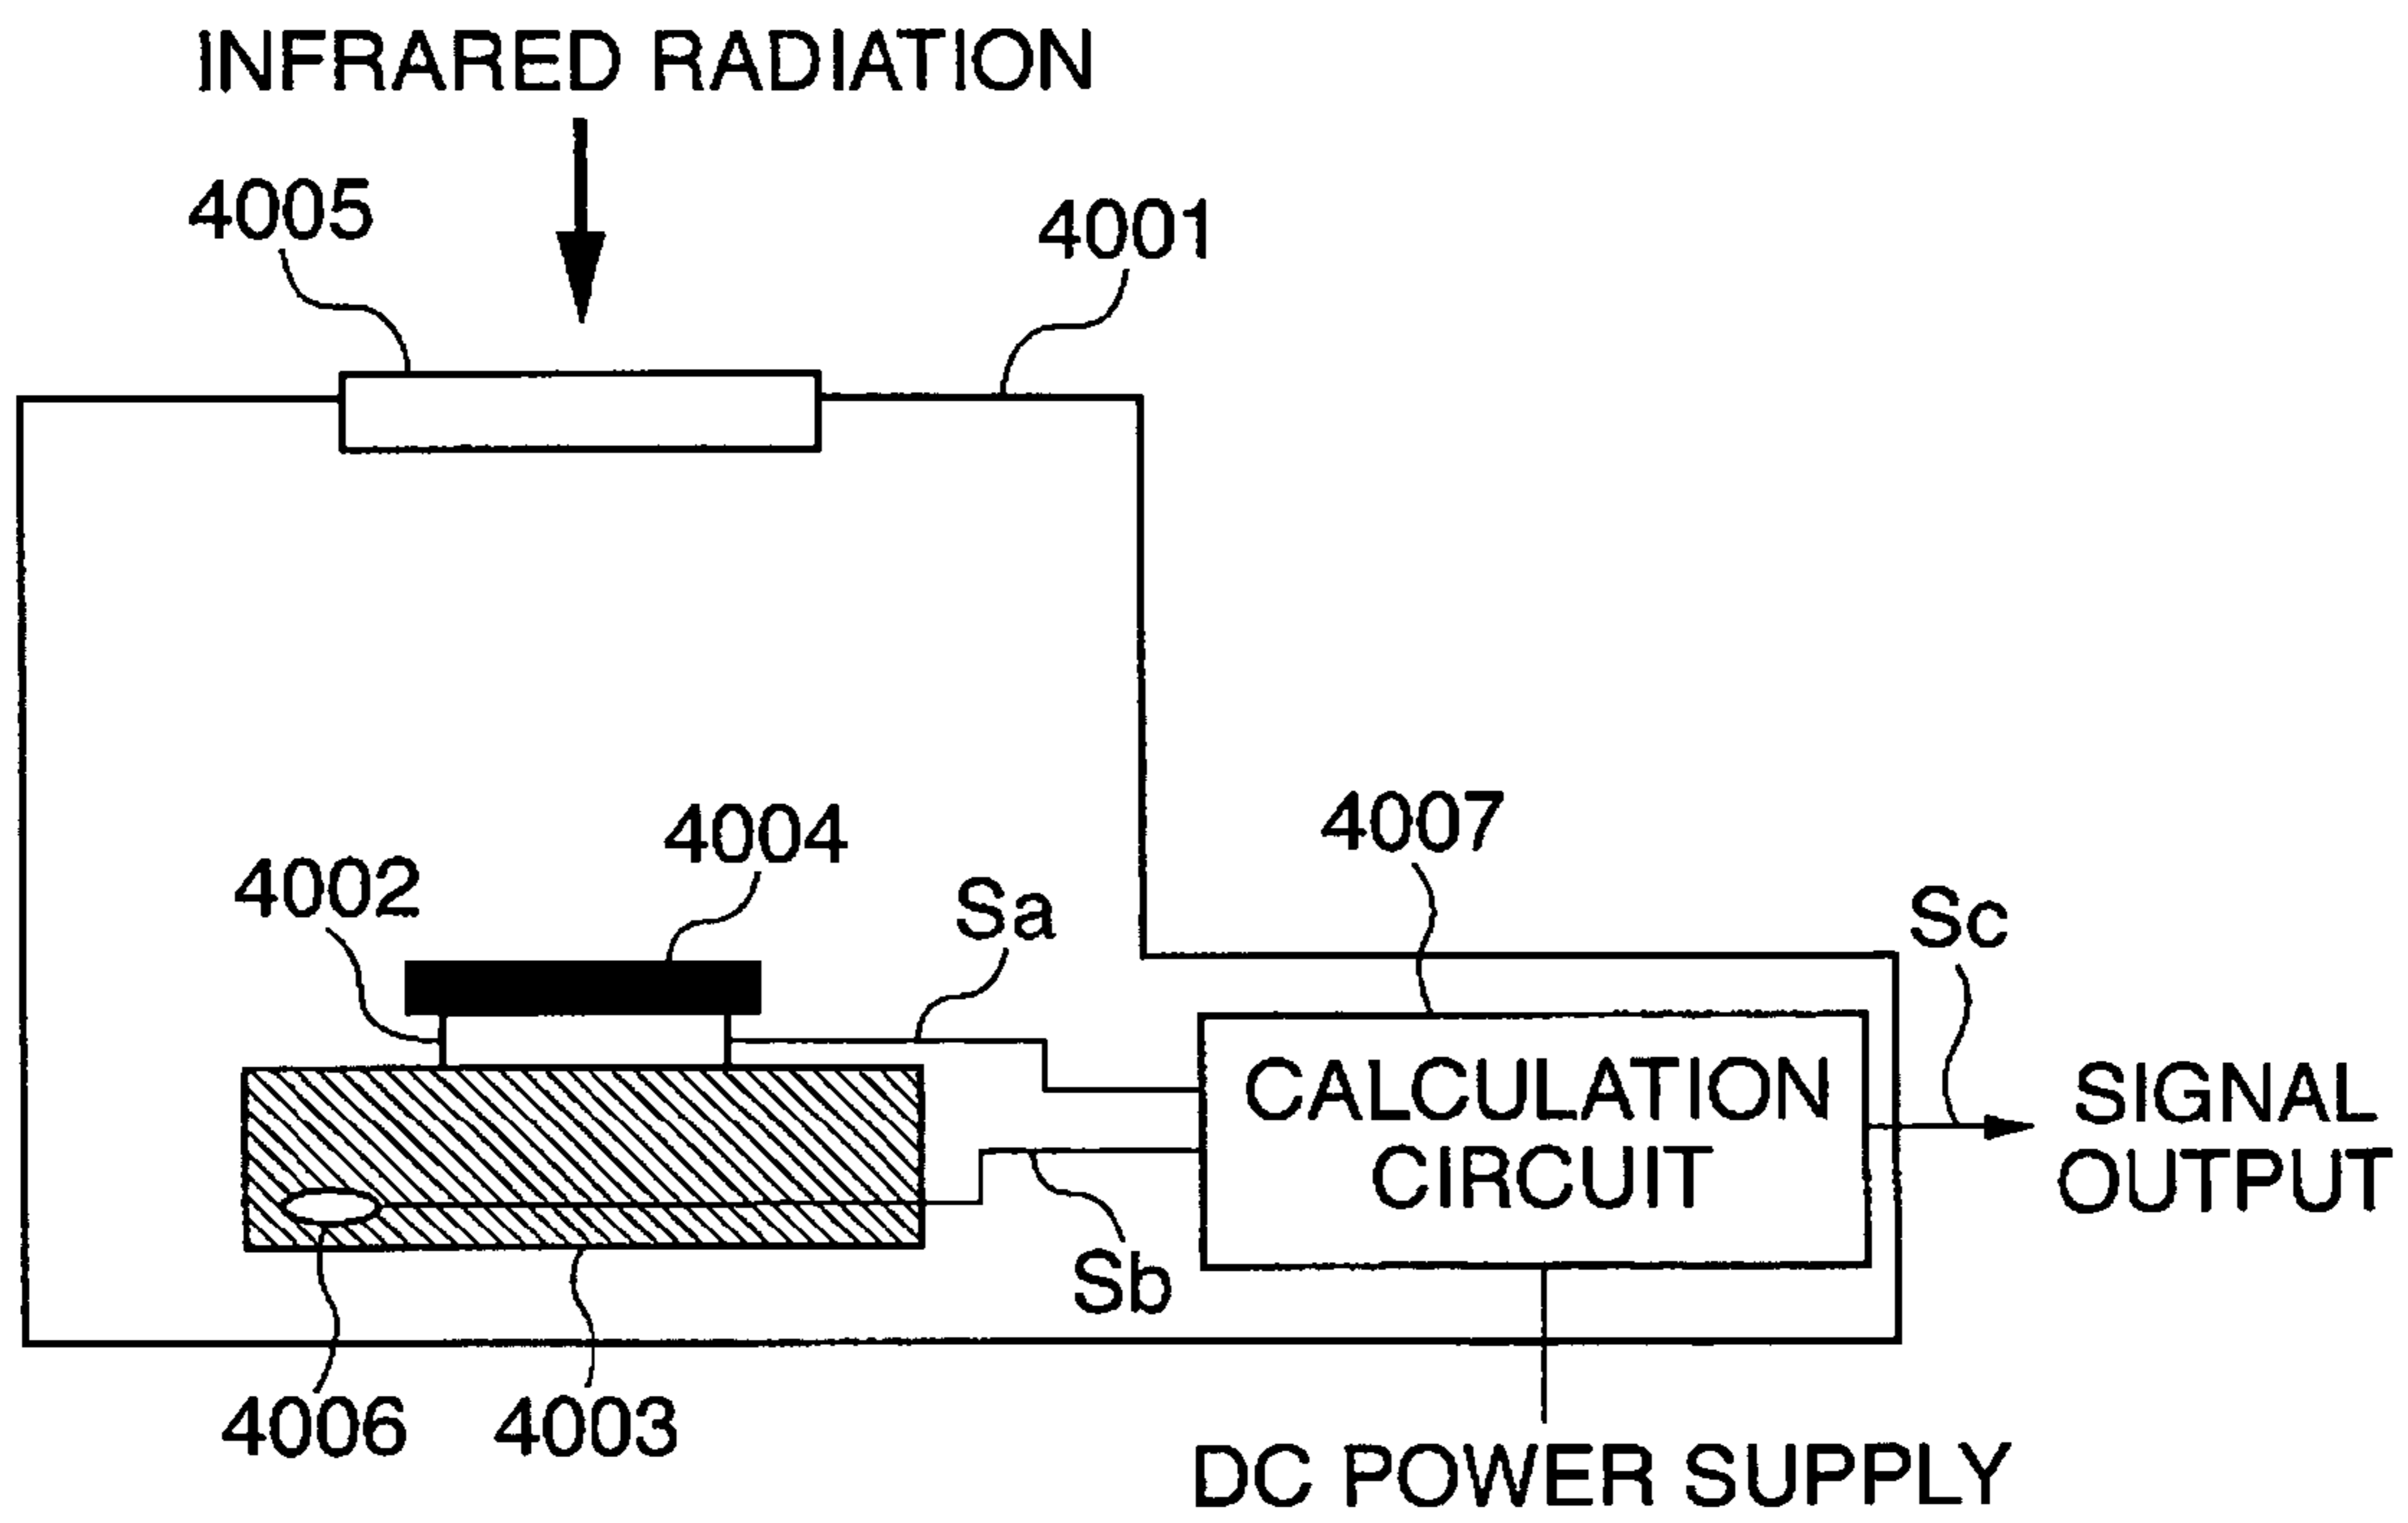 INFRARED RADIATION
4005
4001
4004
4007
4002
Sa
Sc
CALCULATION
CIRCUIT
SIGNAL
OUTPUT
Sb
4006
4003
DC POWER SUPPLY